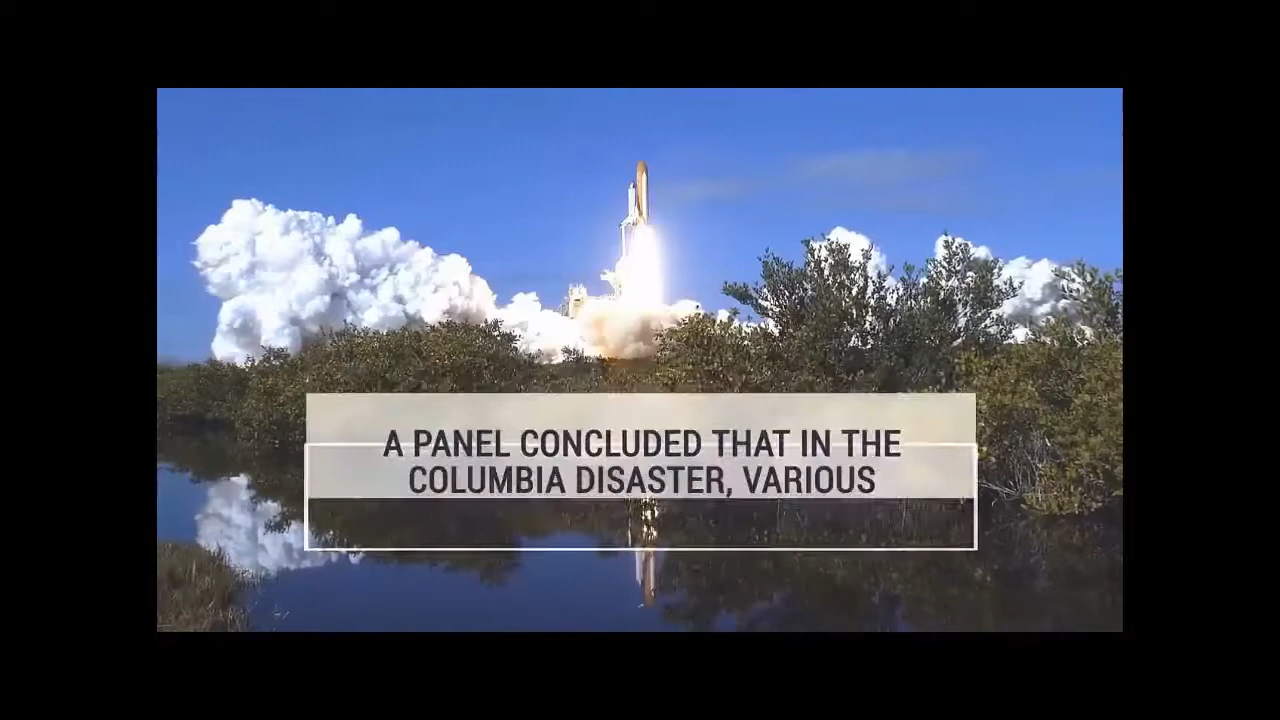 A PANEL CONCLUDED THAT IN THE
COLUMBIA DISASTER, VARIOUS